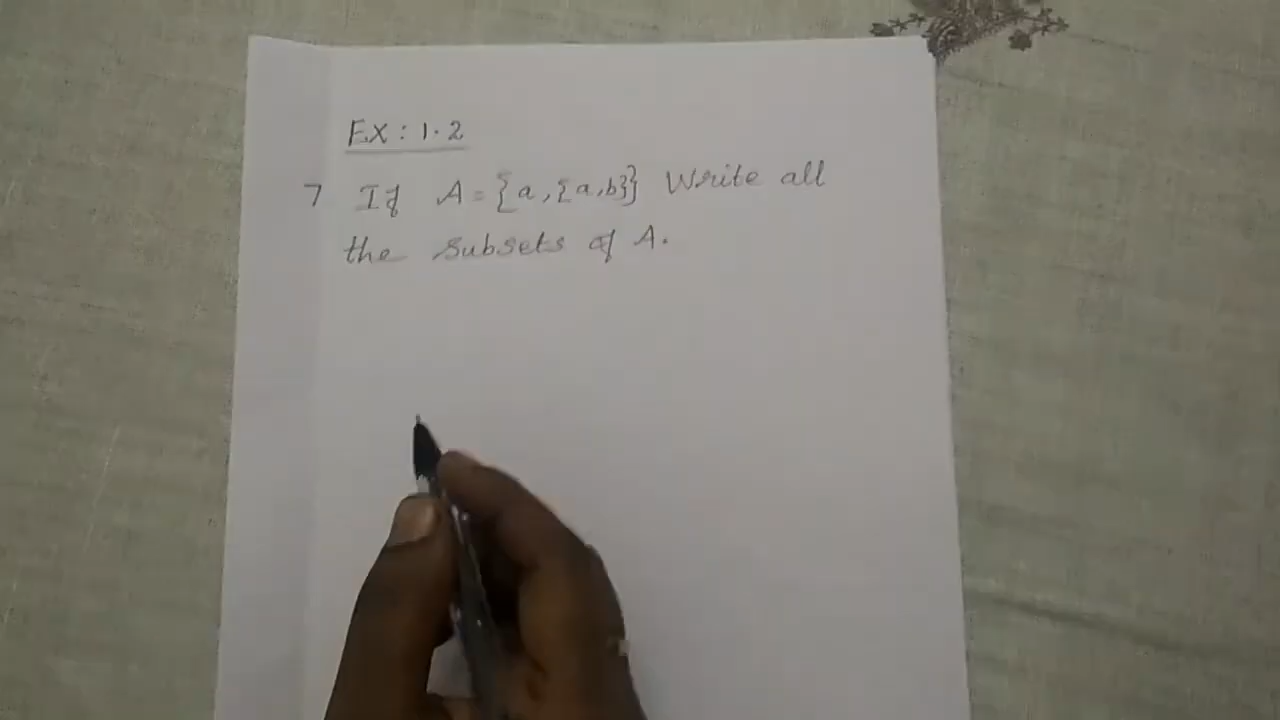 Ex : 1.2
7 If A = {a, {a, b}} Write all
the subsets of A.